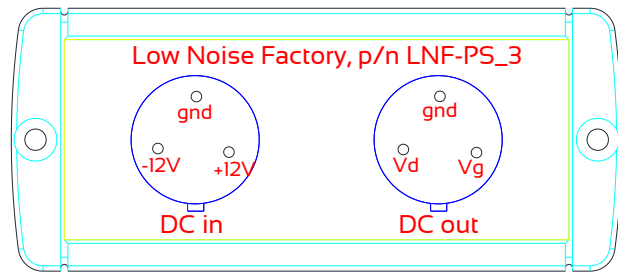 Low Noise Factory, p/n LNF-PS_3
gnd
gnd
-12V
+12V
Vd
Vg
DC in
DC out